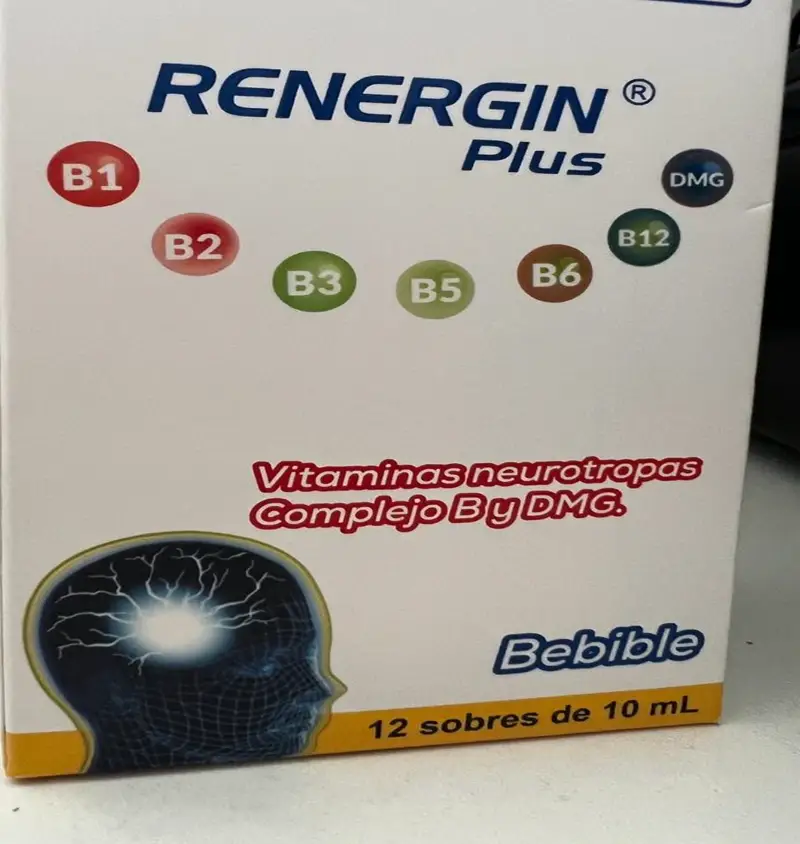 RENERGIN ®
Plus
B1
B2
B3
B5
B6
B12
DMG
Vitaminas neurotropas
Complejo B y DMG.
Bebible
12 sobres de 10 mL